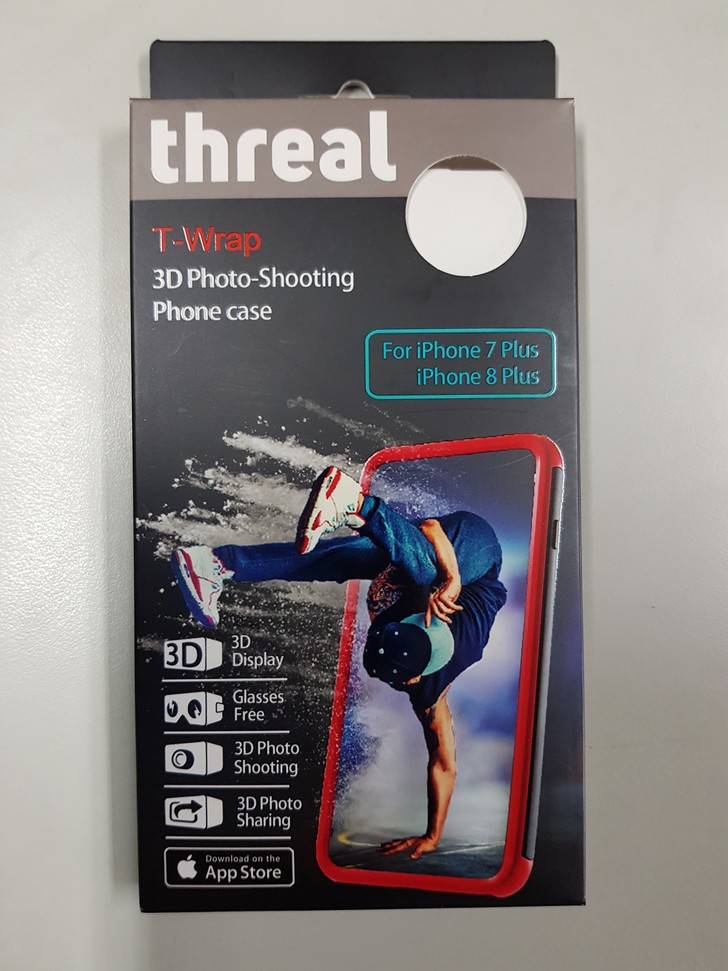 threal
T-Wrap
3D Photo-Shooting
Phone case
For iPhone 7 Plus
iPhone 8 Plus
3D
3D
Display
Glasses
Free
3D Photo
Shooting
3D Photo
Sharing
Download on the
App Store